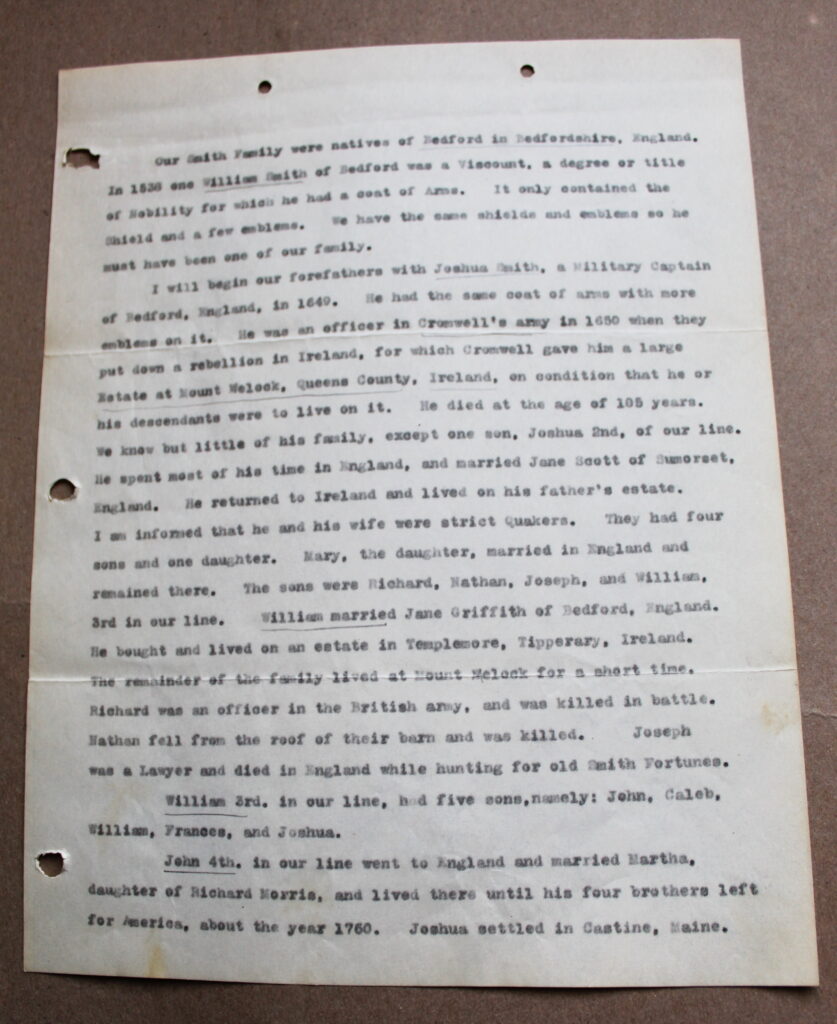 Our Smith Family were natives of Bedford in Bedfordshire, England.
In 1538 one William Smith of Bedford was a Viscount, a degree or title
of Nobility for which he had a coat of Arms. It only contained the
Shield and a few emblems. We have the same shields and emblems so he
must have been one of our family.
I will begin our forefathers with Joshua Smith, a Military Captain
of Bedford, England, in 1649. He had the same coat of arms with more
emblems on it. He was an officer in Cromwell's army in 1650 when they
put down a rebellion in Ireland, for which Cromwell gave him a large
Estate at Mount Melock, Queens County, Ireland, on condition that he or
his descendants were to live on it. He died at the age of 105 years.
We know but little of his family, except one son, Joshua 2nd, of our line.
He spent most of his time in England, and married Jane Scott of Sumorset,
England. He returned to Ireland and lived on his father's estate.
I am informed that he and his wife were strict Quakers. They had four
sons and one daughter. Mary, the daughter, married in England and
remained there. The sons were Richard, Nathan, Joseph, and William,
3rd in our line. William married Jane Griffith of Bedford, England.
He bought and lived on an estate in Templemore, Tipperary, Ireland.
The remainder of the family lived at Mount Melock for a short time.
Richard was an officer in the British army, and was killed in battle.
Nathan fell from the roof of their barn and was killed. Joseph
was a Lawyer and died in England while hunting for old Smith Fortunes.
William 3rd. in our line, had five sons,namely: John, Caleb,
William, Frances, and Joshua.
John 4th. in our line went to England and married Martha,
daughter of Richard Morris, and lived there until his four brothers left
for America, about the year 1760. Joshua settled in Castine, Maine.